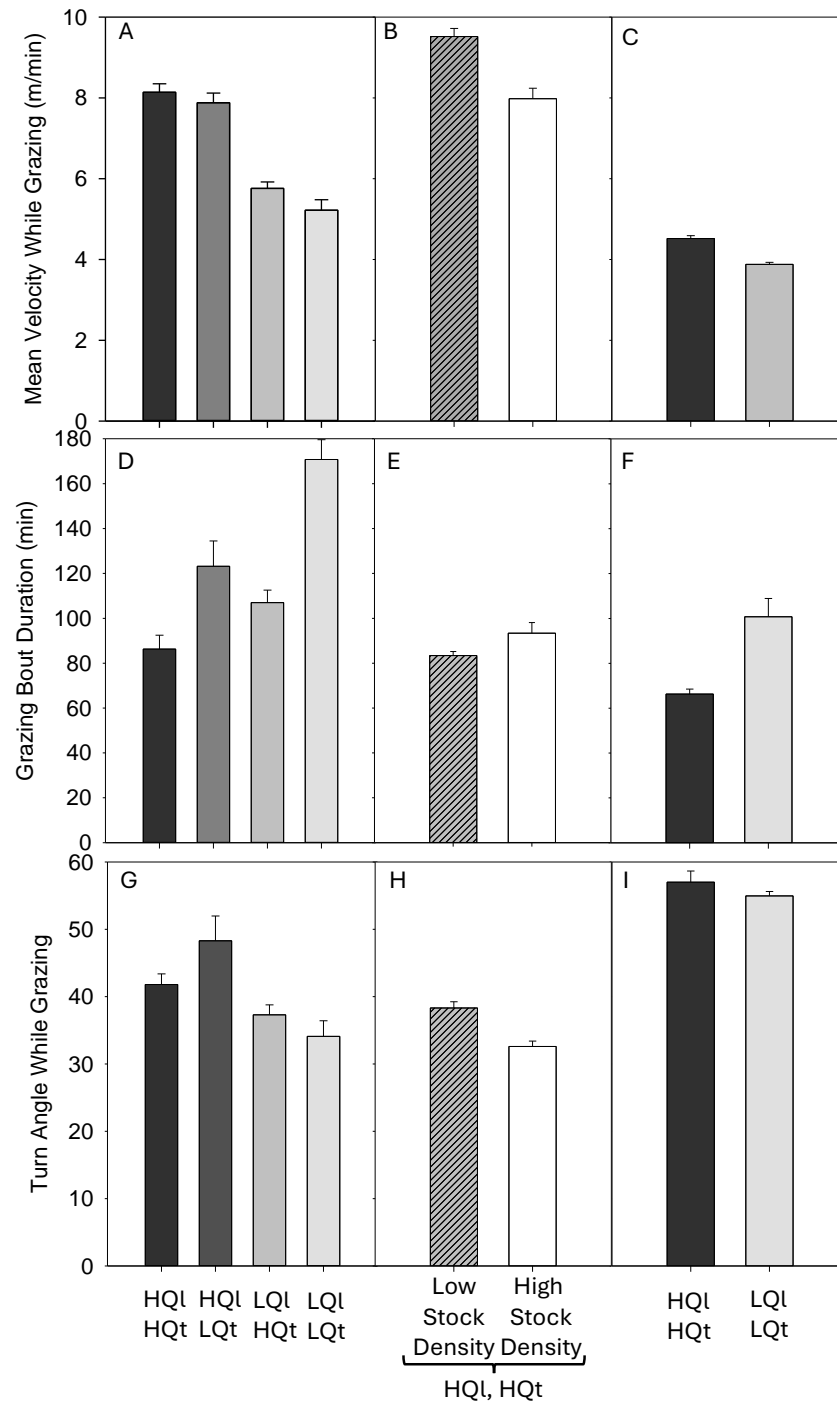 Mean Velocity While Grazing (m/min)
10
8
6
4
2
0
A
B
C
Grazing Bout Duration (min)
180
160
140
120
100
80
60
40
20
0
D
E
F
Turn Angle While Grazing
60
50
40
30
20
10
0
G
H
I
HQl HQl LQl LQl
HQt LQt HQt LQt
Low High
Stock Stock
Density Density
HQl, HQt
HQl LQl
HQt LQt